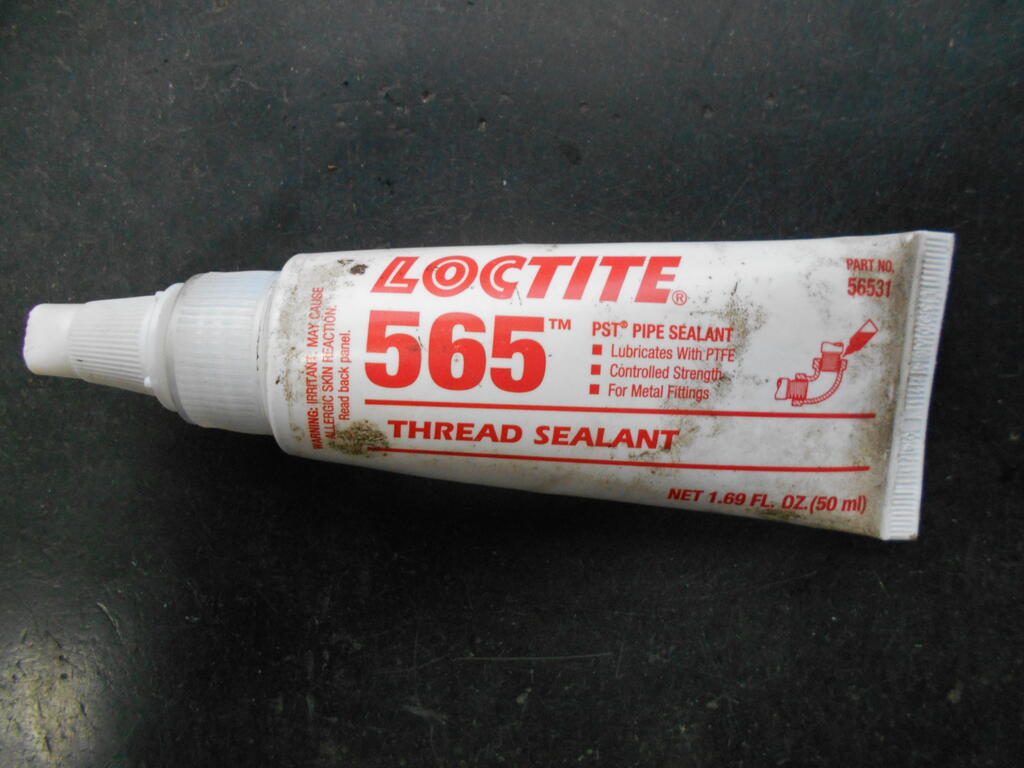 LOCTITE®
565™
PST® PIPE SEALANT
■ Lubricates With PTFE
■ Controlled Strength
■ For Metal Fittings
THREAD SEALANT
NET 1.69 FL. OZ.(50 ml)
PART NO.
56531
WARNING: IRRITANT: MAY CAUSE
ALLERGIC SKIN REACTION.
Read back panel.